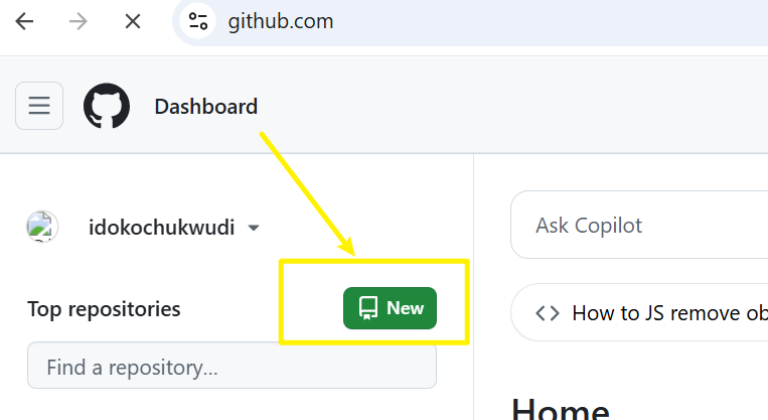 github.com
Dashboard
idokochukwudi
Top repositories
New
Find a repository...
Ask Copilot
How to JS remove ob
Home